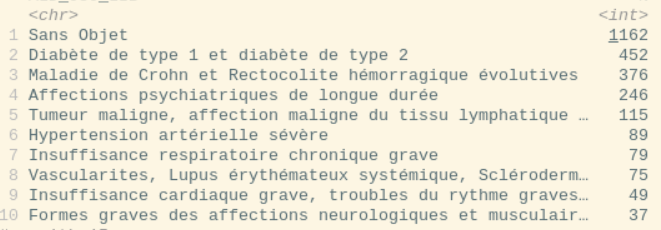 <chr> <int>
1 Sans Objet 1162
2 Diabète de type 1 et diabète de type 2 452
3 Maladie de Crohn et Rectocolite hémorragique évolutives 376
4 Affections psychiatriques de longue durée 246
5 Tumeur maligne, affection maligne du tissu lymphatique … 115
6 Hypertension artérielle sévère 89
7 Insuffisance respiratoire chronique grave 79
8 Vascularites, Lupus érythémateux systémique, Scléroderm… 75
9 Insuffisance cardiaque grave, troubles du rythme graves… 49
10 Formes graves des affections neurologiques et musculair… 37